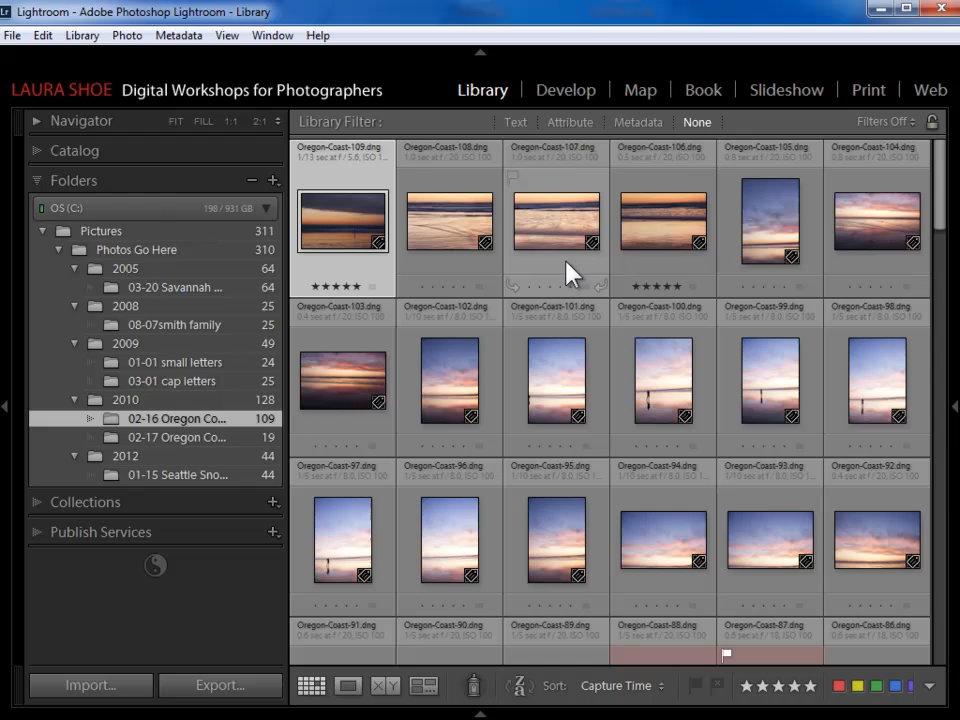 Lr Lightroom - Adobe Photoshop Lightroom - Library
File Edit Library Photo Metadata View Window Help
LAURA SHOE Digital Workshops for Photographers Library | Develop | Map | Book | Slideshow | Print | Web
Navigator FIT FILL 1:1 2:1
Library Filter : Text Attribute Metadata None Filters Off
Catalog
Folders
OS (C:) 198 / 931 GB
Pictures 311
Photos Go Here 310
2005 64
03-20 Savannah ... 64
2008 25
08-07smith family 25
2009 49
01-01 small letters 24
03-01 cap letters 25
2010 128
02-16 Oregon Co... 109
02-17 Oregon Co... 19
2012 44
01-15 Seattle Sno... 44
Collections
Publish Services
Import... Export...
Oregon-Coast-109.dng Oregon-Coast-108.dng Oregon-Coast-107.dng Oregon-Coast-106.dng Oregon-Coast-105.dng Oregon-Coast-104.dng
Oregon-Coast-103.dng Oregon-Coast-102.dng Oregon-Coast-101.dng Oregon-Coast-100.dng Oregon-Coast-99.dng Oregon-Coast-98.dng
Oregon-Coast-97.dng Oregon-Coast-96.dng Oregon-Coast-95.dng Oregon-Coast-94.dng Oregon-Coast-93.dng Oregon-Coast-92.dng
Oregon-Coast-91.dng Oregon-Coast-90.dng Oregon-Coast-89.dng Oregon-Coast-88.dng Oregon-Coast-87.dng Oregon-Coast-86.dng
XY Sort: Capture Time